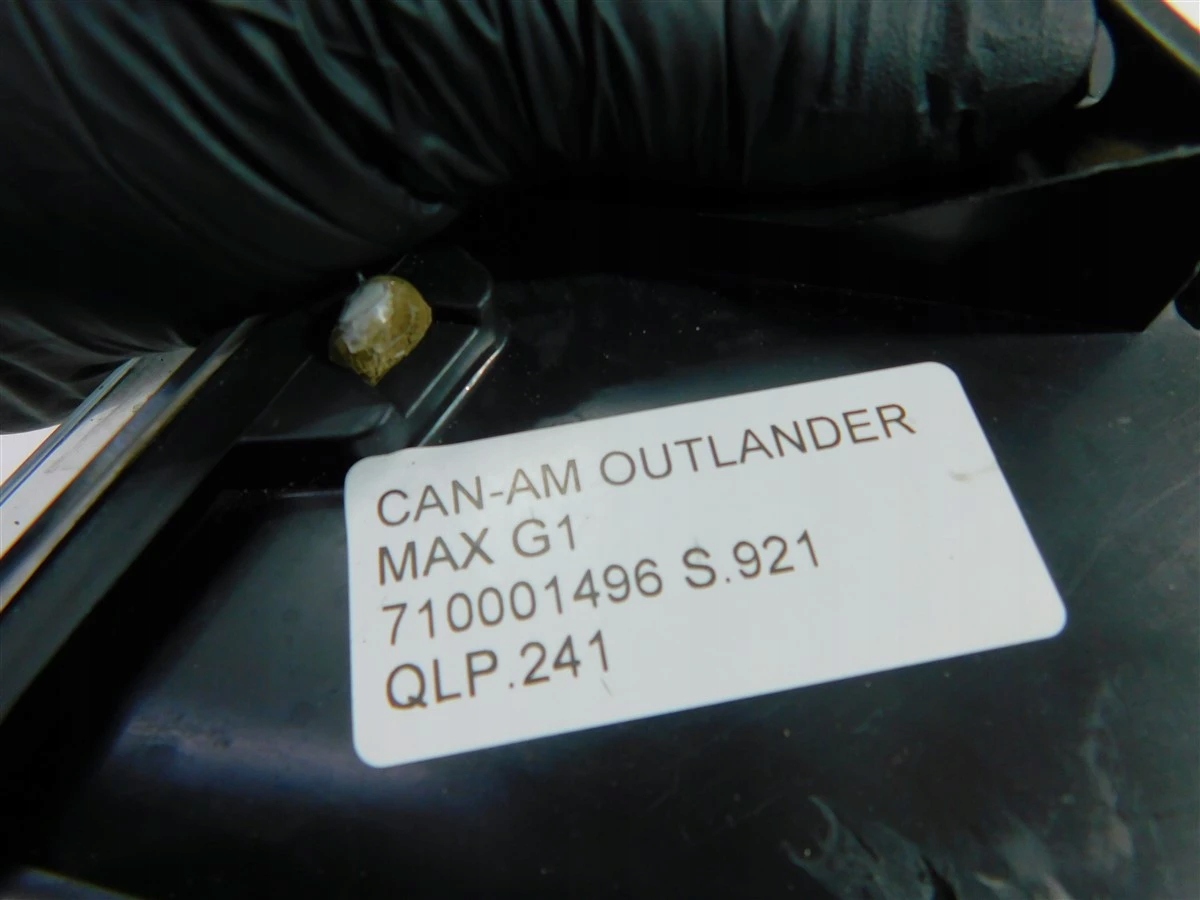 CAN-AM OUTLANDER
MAX G1
710001496 S.921
QLP.241